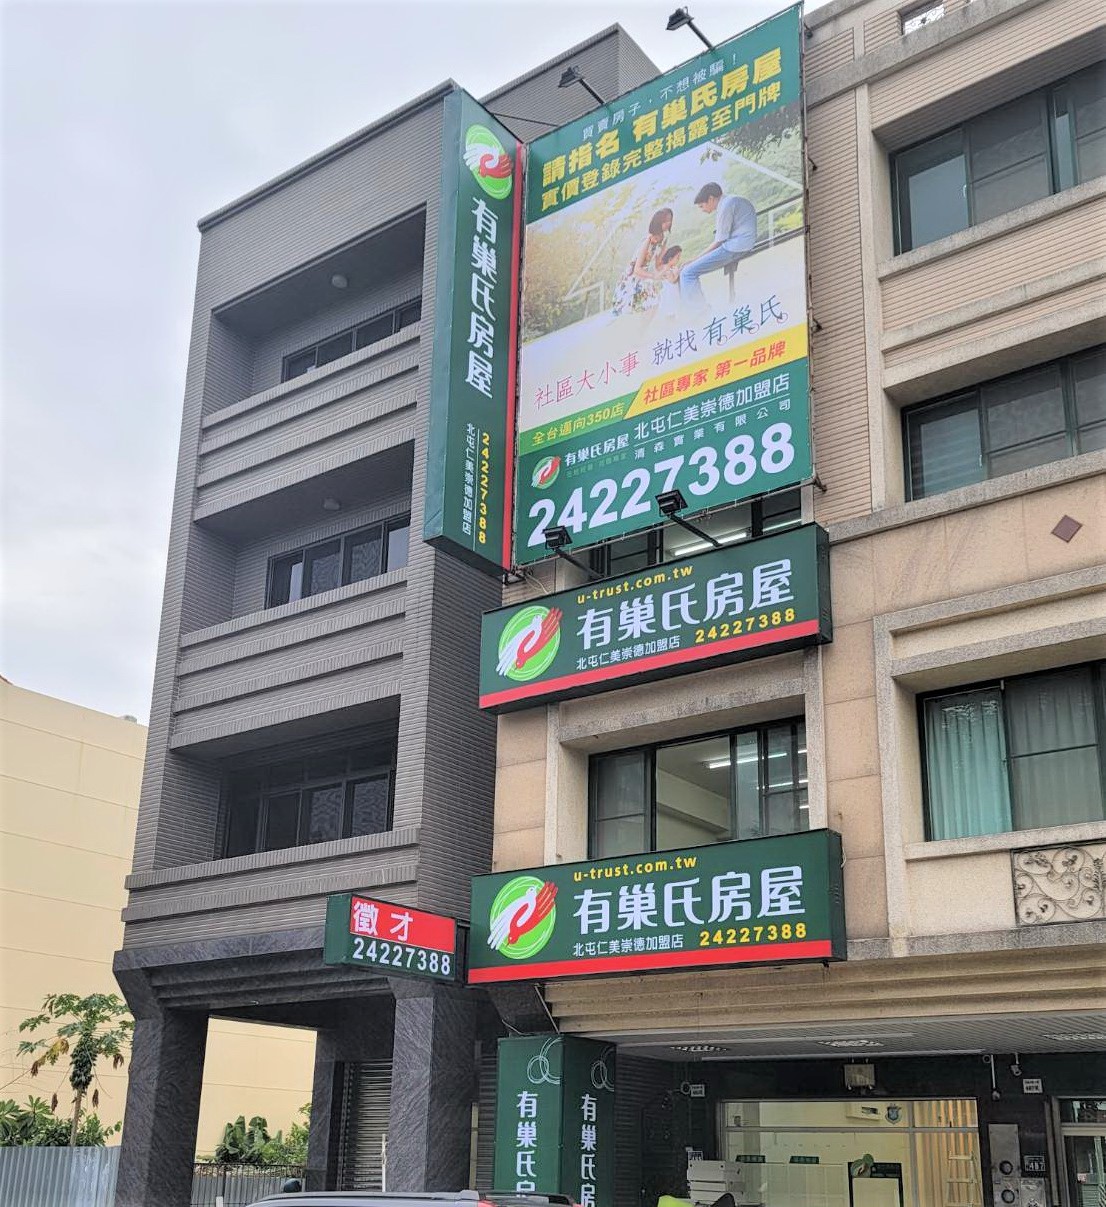 買賣房子，不想被騙！
請指名 有巢氏房屋
實價登錄完整揭露至門牌
社區大小事 就找有巢氏
社區專家 第一品牌
全台邁向350店
有巢氏房屋 北屯仁美崇德加盟店
清森實業有限公司
24227388
有巢氏房屋
24227388
北屯仁美崇德加盟店
u-trust.com.tw
有巢氏房屋
北屯仁美崇德加盟店 24227388
u-trust.com.tw
有巢氏房屋
北屯仁美崇德加盟店 24227388
徵才
24227388
有巢氏房
有巢氏房